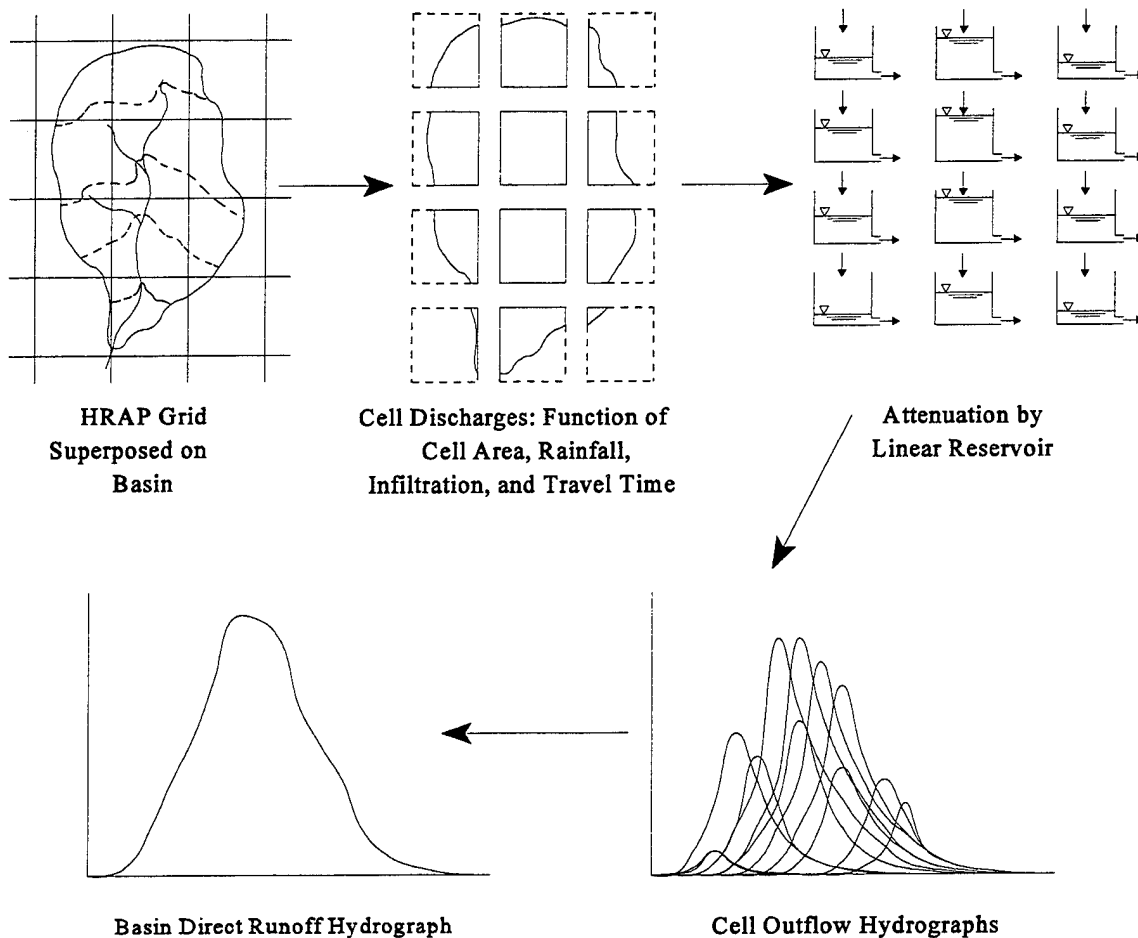 HRAP Grid
Superposed on
Basin
Cell Discharges: Function of
Cell Area, Rainfall,
Infiltration, and Travel Time
Attenuation by
Linear Reservoir
Basin Direct Runoff Hydrograph
Cell Outflow Hydrographs